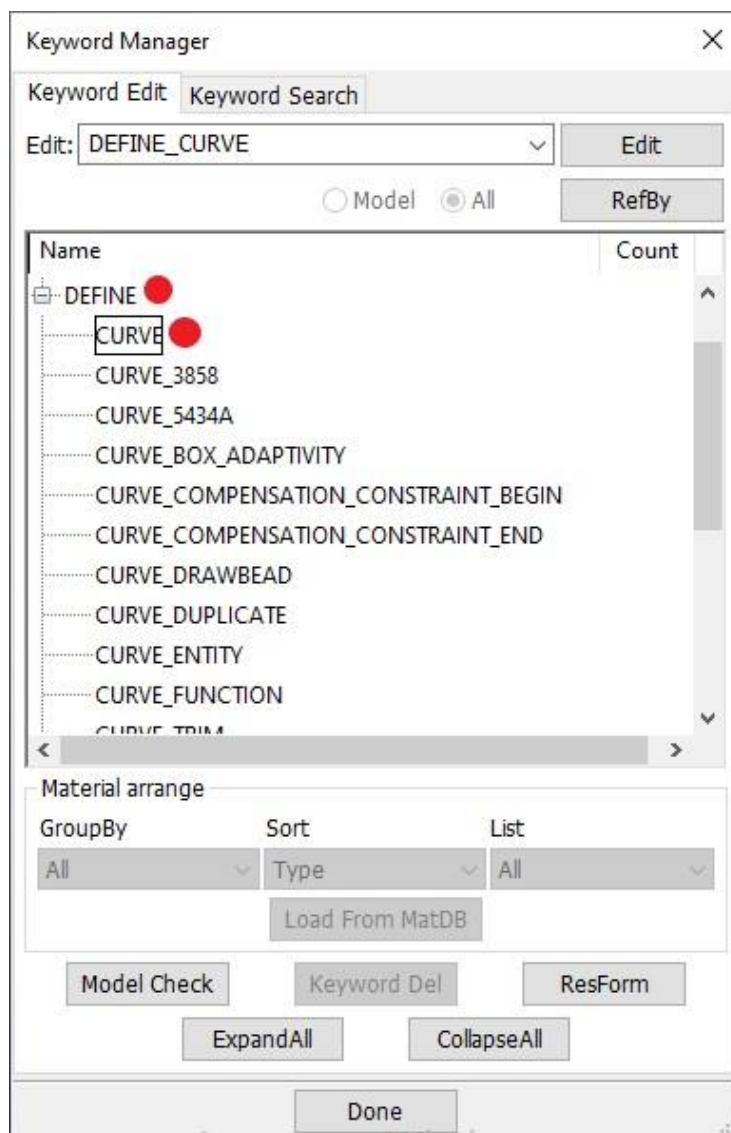 Keyword Manager
Keyword Edit Keyword Search
Edit: DEFINE_CURVE Edit
Model All RefBy
Name Count
DEFINE
CURVE
CURVE_3858
CURVE_5434A
CURVE_BOX_ADAPTIVITY
CURVE_COMPENSATION_CONSTRAINT_BEGIN
CURVE_COMPENSATION_CONSTRAINT_END
CURVE_DRAWBEAD
CURVE_DUPLICATE
CURVE_ENTITY
CURVE_FUNCTION
CURVE_TRIM
Material arrange
GroupBy Sort List
All Type All
Load From MatDB
Model Check Keyword Del ResForm
ExpandAll CollapseAll
Done